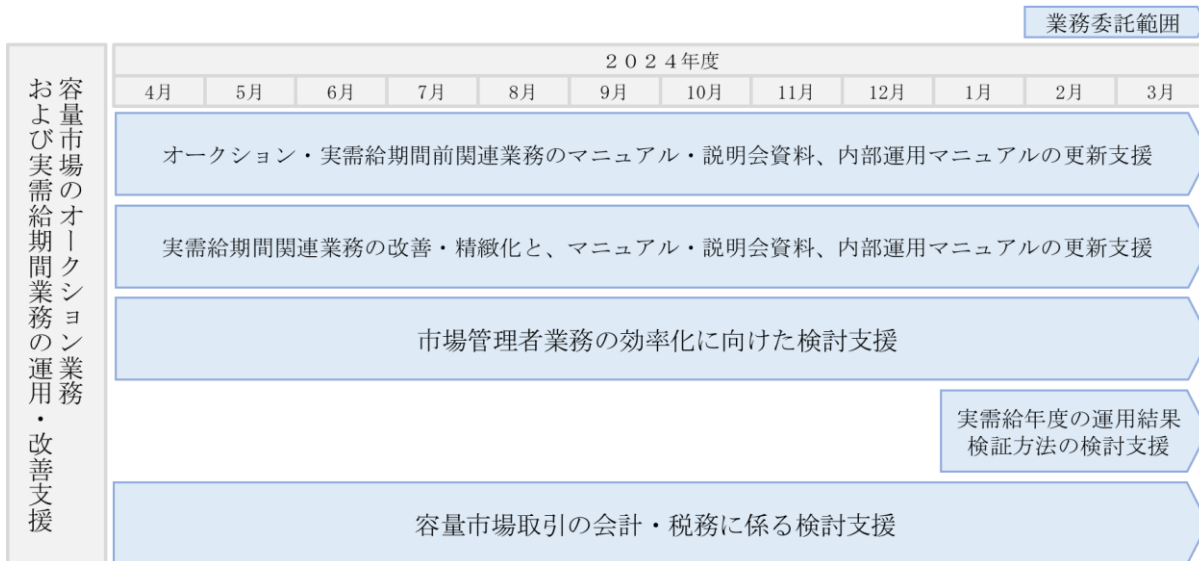 業務委託範囲
容量市場のオークション業務
および実需給期間業務の運用・改善支援
２０２４年度
4月 5月 6月 7月 8月 9月 10月 11月 12月 1月 2月 3月
オークション・実需給期間前関連業務のマニュアル・説明会資料、内部運用マニュアルの更新支援
実需給期間関連業務の改善・精緻化と、マニュアル・説明会資料、内部運用マニュアルの更新支援
市場管理者業務の効率化に向けた検討支援
実需給年度の運用結果
検証方法の検討支援
容量市場取引の会計・税務に係る検討支援